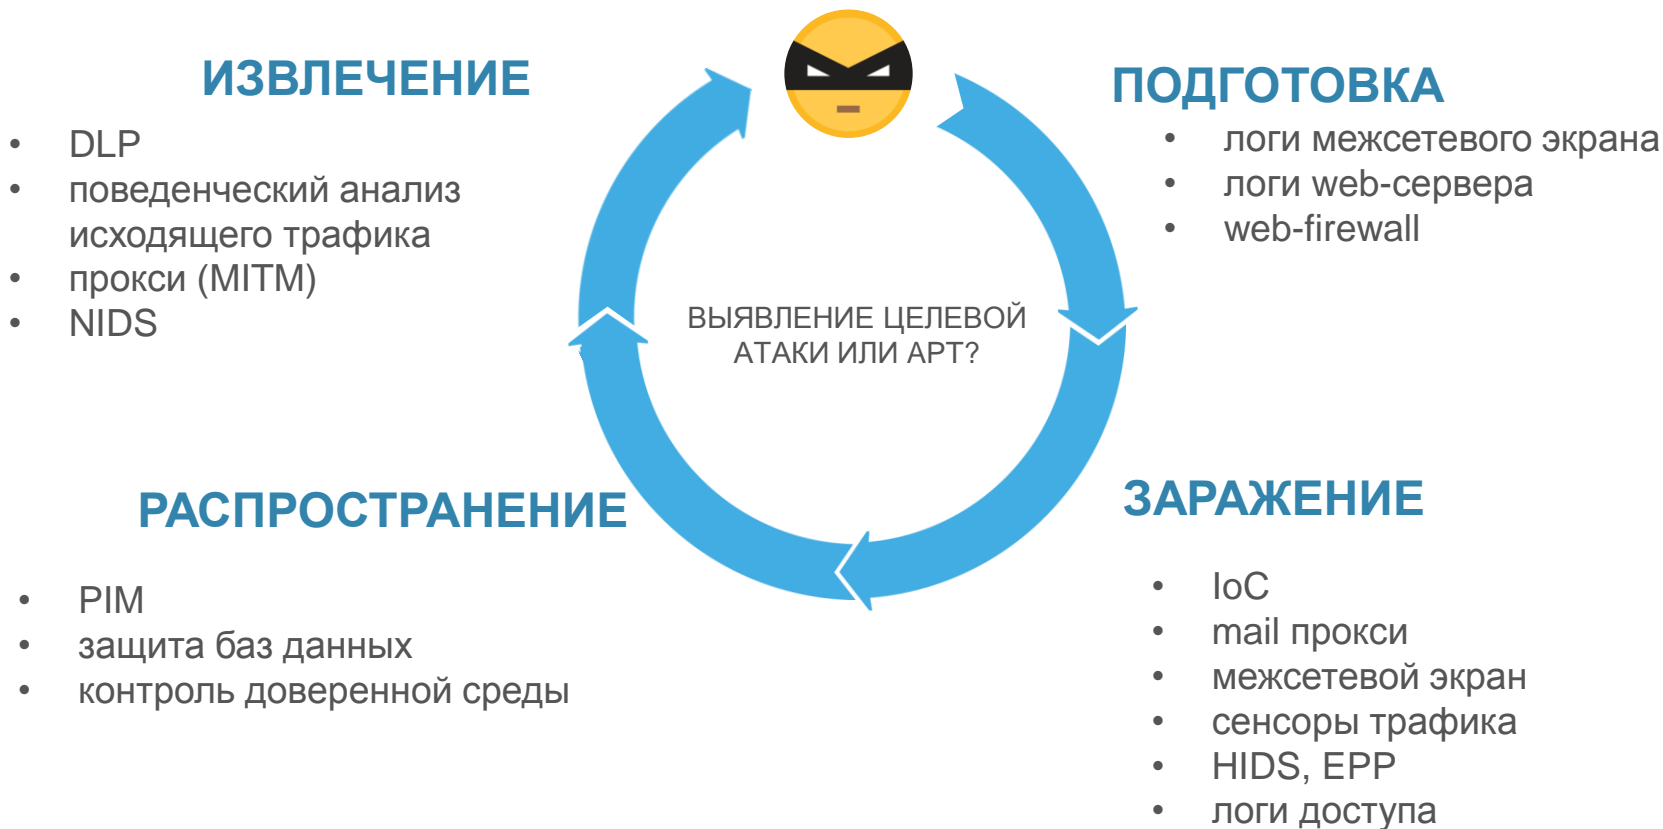 ИЗВЛЕЧЕНИЕ
• DLP
• поведенческий анализ
исходящего трафика
• прокси (MITM)
• NIDS
ПОДГОТОВКА
• логи межсетевого экрана
• логи web-сервера
• web-firewall
ВЫЯВЛЕНИЕ ЦЕЛЕВОЙ
АТАКИ ИЛИ АРТ?
РАСПРОСТРАНЕНИЕ
• PIM
• защита баз данных
• контроль доверенной среды
ЗАРАЖЕНИЕ
• IoC
• mail прокси
• межсетевой экран
• сенсоры трафика
• HIDS, EPP
• логи доступа